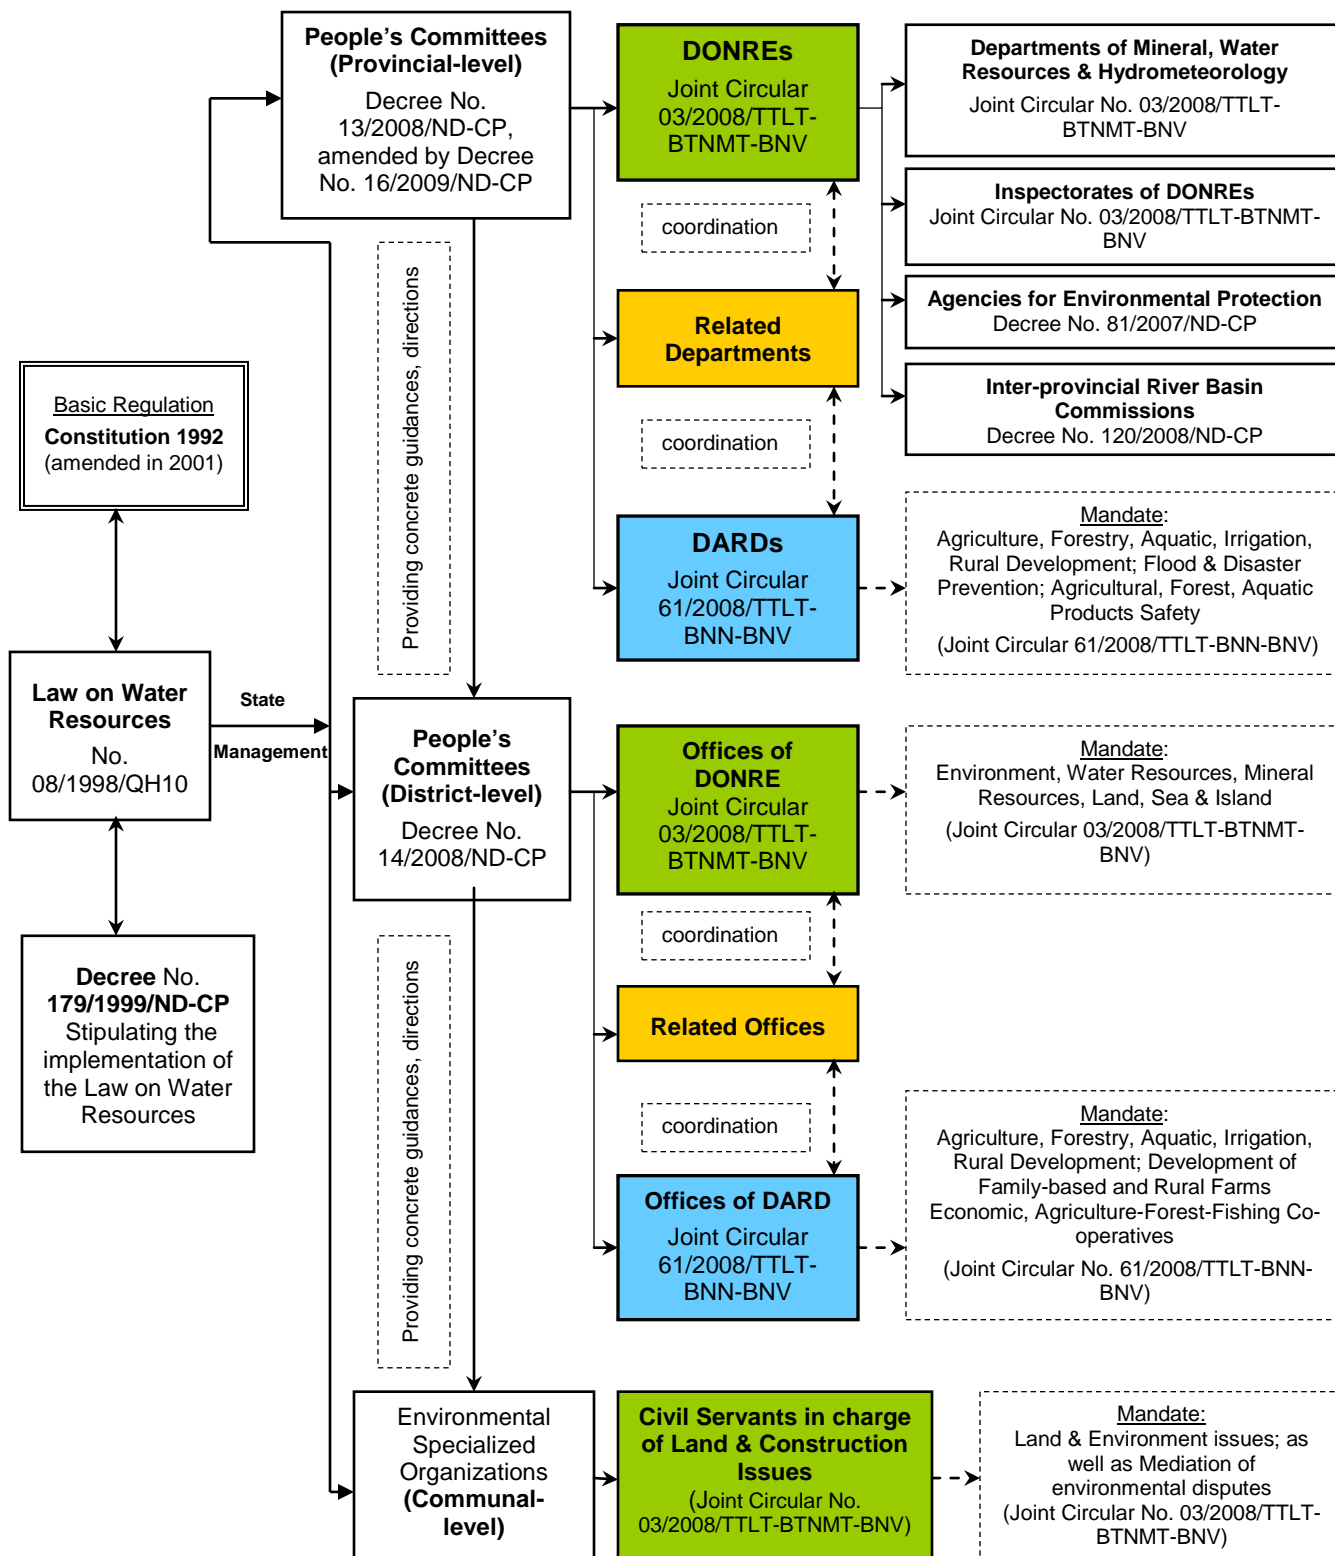 People’s Committees
(Provincial-level)
Decree No.
13/2008/ND-CP,
amended by Decree
No. 16/2009/ND-CP
DONREs
Joint Circular
03/2008/TTLT-
BTNMT-BNV
Departments of Mineral, Water
Resources & Hydrometeorology
Joint Circular No. 03/2008/TTLT-
BTNMT-BNV
Inspectorates of DONREs
Joint Circular No. 03/2008/TTLT-BTNMT-
BNV
coordination
Agencies for Environmental Protection
Decree No. 81/2007/ND-CP
Related
Departments
Inter-provincial River Basin
Commissions
Decree No. 120/2008/ND-CP
coordination
Providing concrete guidances, directions
Basic Regulation
Constitution 1992
(amended in 2001)
DARDs
Joint Circular
61/2008/TTLT-
BNN-BNV
Mandate:
Agriculture, Forestry, Aquatic, Irrigation,
Rural Development; Flood & Disaster
Prevention; Agricultural, Forest, Aquatic
Products Safety
(Joint Circular 61/2008/TTLT-BNN-BNV)
Law on Water
Resources
No.
08/1998/QH10
State
Management
People’s
Committees
(District-level)
Decree No.
14/2008/ND-CP
Offices of
DONRE
Joint Circular
03/2008/TTLT-
BTNMT-BNV
Mandate:
Environment, Water Resources, Mineral
Resources, Land, Sea & Island
(Joint Circular 03/2008/TTLT-BTNMT-
BNV)
coordination
Decree No.
179/1999/ND-CP
Stipulating the
implementation of
the Law on Water
Resources
Providing concrete guidances, directions
Related Offices
coordination
Offices of DARD
Joint Circular
61/2008/TTLT-
BNN-BNV
Mandate:
Agriculture, Forestry, Aquatic, Irrigation,
Rural Development; Development of
Family-based and Rural Farms
Economic, Agriculture-Forest-Fishing Co-
operatives
(Joint Circular No. 61/2008/TTLT-BNN-
BNV)
Environmental
Specialized
Organizations
(Communal-
level)
Civil Servants in charge
of Land & Construction
Issues
(Joint Circular No.
03/2008/TTLT-BTNMT-BNV)
Mandate:
Land & Environment issues; as
well as Mediation of
environmental disputes
(Joint Circular No. 03/2008/TTLT-
BTNMT-BNV)